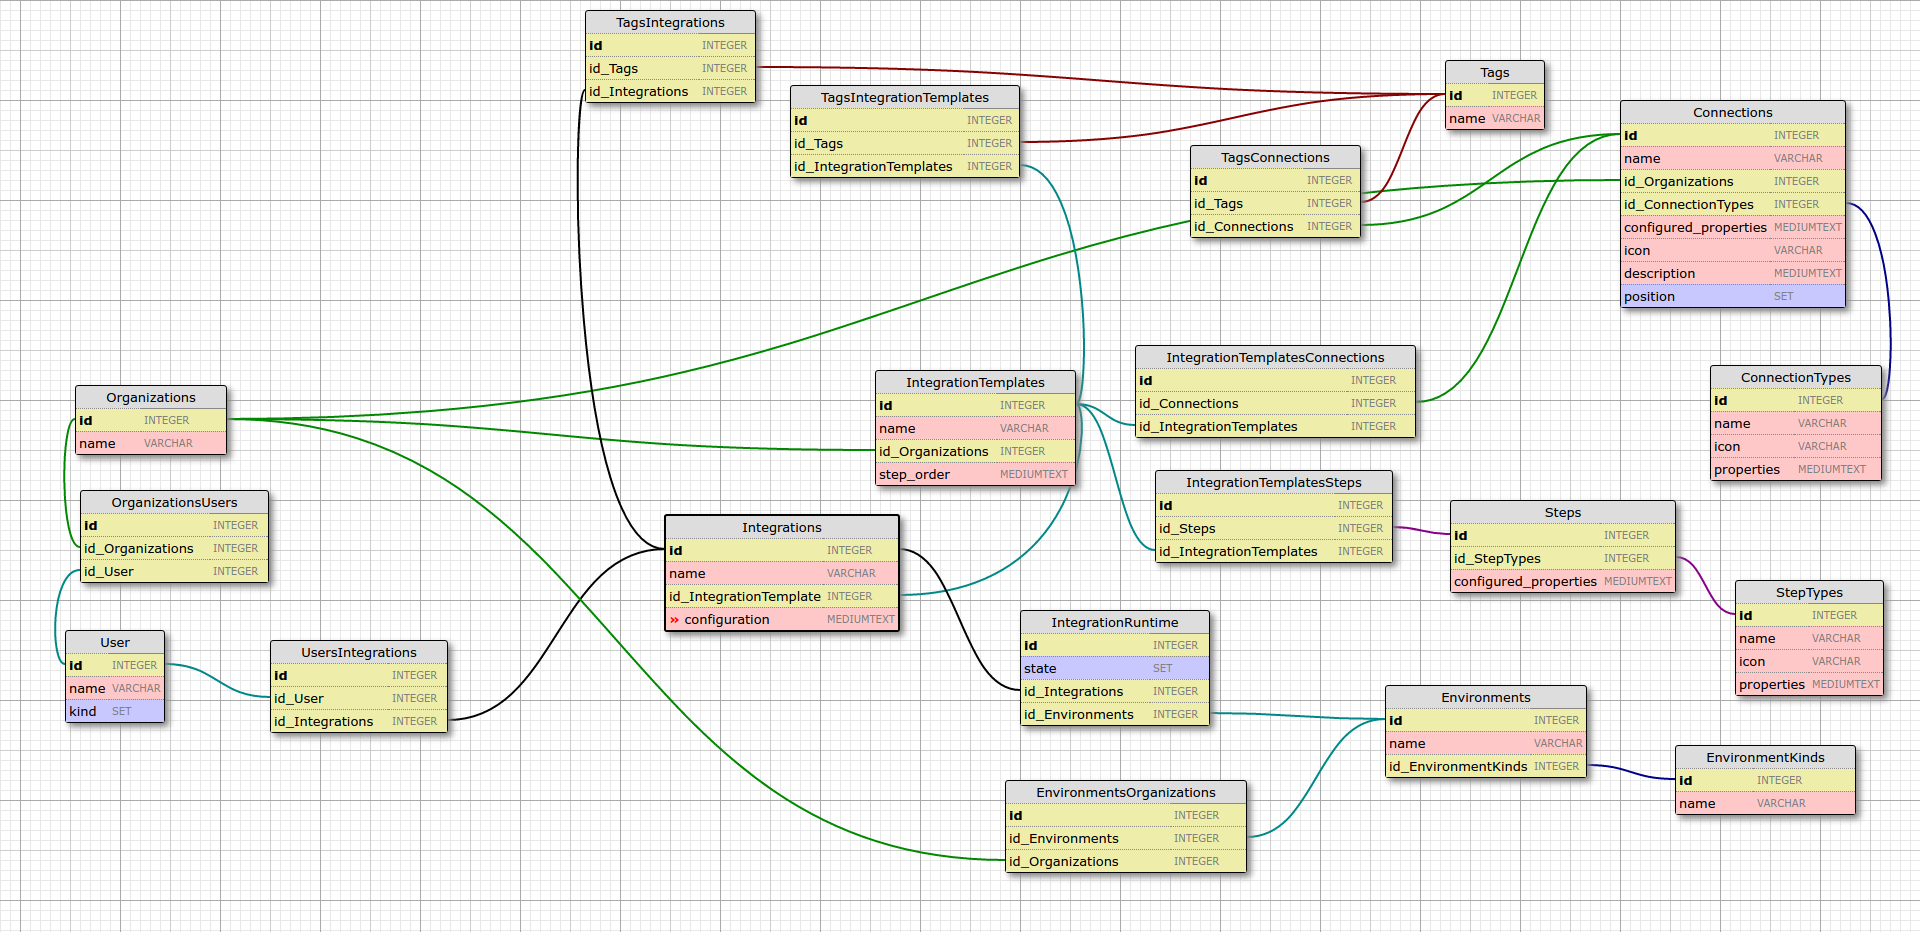 TagsIntegrations
id INTEGER
id_Tags INTEGER
id_Integrations INTEGER
TagsIntegrationTemplates
id INTEGER
id_Tags INTEGER
id_IntegrationTemplates INTEGER
Tags
id INTEGER
name VARCHAR
TagsConnections
id INTEGER
id_Tags INTEGER
id_Connections INTEGER
Connections
id INTEGER
name VARCHAR
id_Organizations INTEGER
id_ConnectionTypes INTEGER
configured_properties MEDIUMTEXT
icon VARCHAR
description MEDIUMTEXT
position SET
Organizations
id INTEGER
name VARCHAR
IntegrationTemplates
id INTEGER
name VARCHAR
id_Organizations INTEGER
step_order MEDIUMTEXT
IntegrationTemplatesConnections
id INTEGER
id_Connections INTEGER
id_IntegrationTemplates INTEGER
ConnectionTypes
id INTEGER
name VARCHAR
icon VARCHAR
properties MEDIUMTEXT
OrganizationsUsers
id INTEGER
id_Organizations INTEGER
id_User INTEGER
Integrations
id INTEGER
name VARCHAR
id_IntegrationTemplate INTEGER
» configuration MEDIUMTEXT
IntegrationTemplatesSteps
id INTEGER
id_Steps INTEGER
id_IntegrationTemplates INTEGER
Steps
id INTEGER
id_StepTypes INTEGER
configured_properties MEDIUMTEXT
StepTypes
id INTEGER
name VARCHAR
icon VARCHAR
properties MEDIUMTEXT
User
id INTEGER
name VARCHAR
kind SET
UsersIntegrations
id INTEGER
id_User INTEGER
id_Integrations INTEGER
IntegrationRuntime
id INTEGER
state SET
id_Integrations INTEGER
id_Environments INTEGER
Environments
id INTEGER
name VARCHAR
id_EnvironmentKinds INTEGER
EnvironmentKinds
id INTEGER
name VARCHAR
EnvironmentsOrganizations
id INTEGER
id_Environments INTEGER
id_Organizations INTEGER